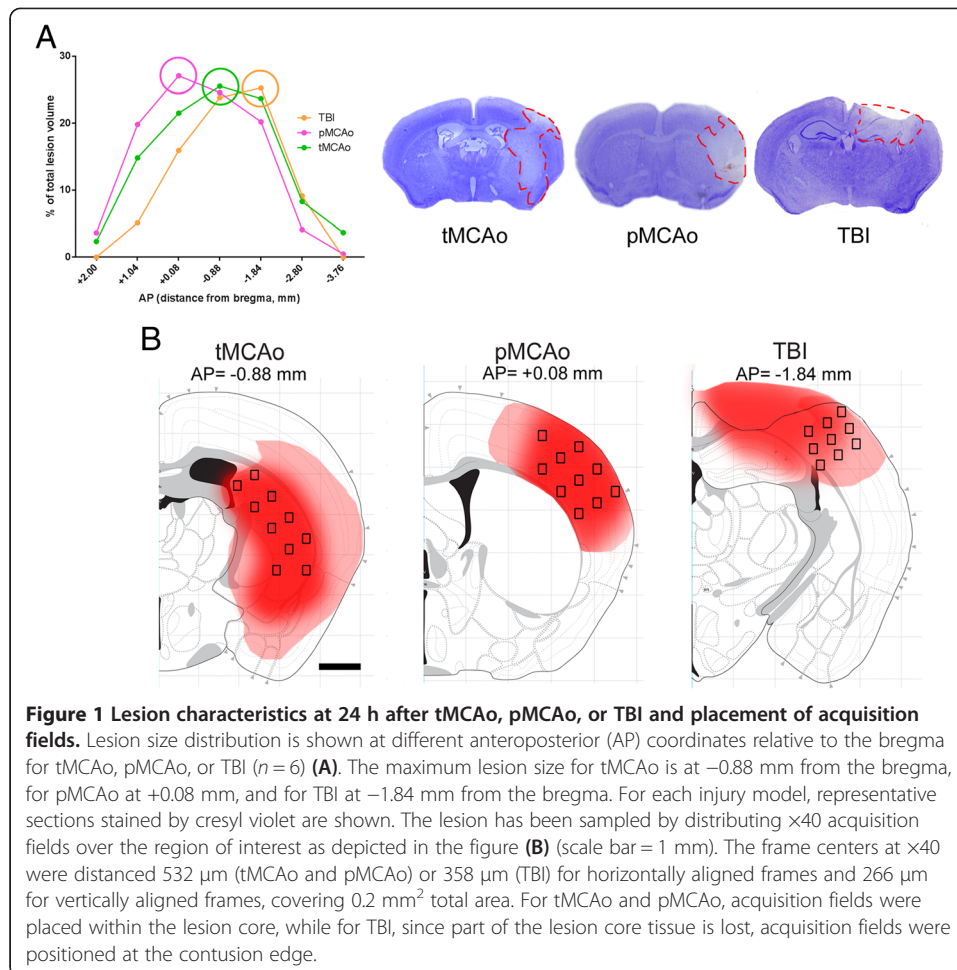 A
30
20
10
0
% of total lesion volume
TBI
pMCAo
tMCAo
+2.00
+1.04
+0.08
-0.88
-1.84
-2.80
-3.76
AP (distance from bregma, mm)
tMCAo
pMCAo
TBI
B
tMCAo
AP= -0.88 mm
pMCAo
AP= +0.08 mm
TBI
AP= -1.84 mm
Figure 1 Lesion characteristics at 24 h after tMCAo, pMCAo, or TBI and placement of acquisition
fields. Lesion size distribution is shown at different anteroposterior (AP) coordinates relative to the bregma
for tMCAo, pMCAo, or TBI (n = 6) (A). The maximum lesion size for tMCAo is at −0.88 mm from the bregma,
for pMCAo at +0.08 mm, and for TBI at −1.84 mm from the bregma. For each injury model, representative
sections stained by cresyl violet are shown. The lesion has been sampled by distributing ×40 acquisition
fields over the region of interest as depicted in the figure (B) (scale bar = 1 mm). The frame centers at ×40
were distanced 532 μm (tMCAo and pMCAo) or 358 μm (TBI) for horizontally aligned frames and 266 μm
for vertically aligned frames, covering 0.2 mm² total area. For tMCAo and pMCAo, acquisition fields were
placed within the lesion core, while for TBI, since part of the lesion core tissue is lost, acquisition fields were
positioned at the contusion edge.